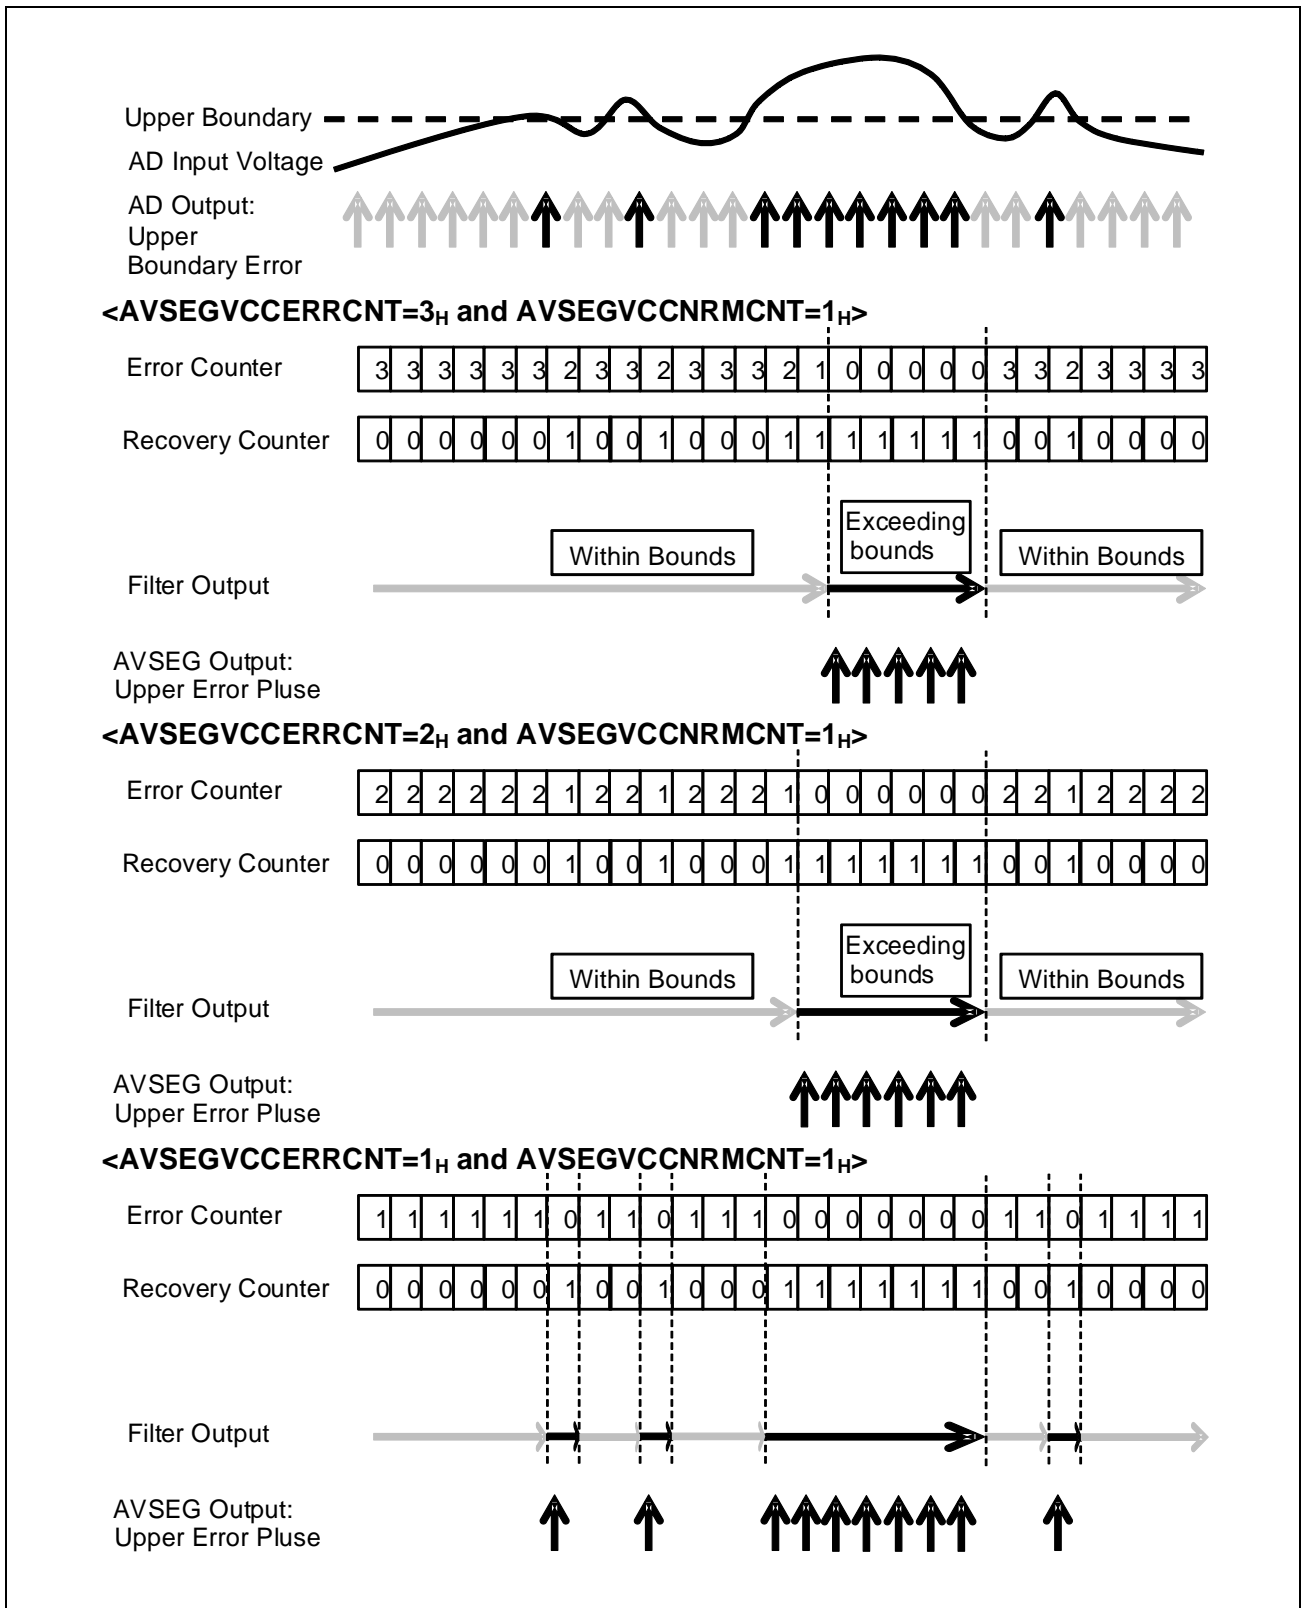 Upper Boundary
AD Input Voltage
AD Output:
Upper
Boundary Error
<AVSEGVCCERRCNT=3H and AVSEGVCCNRMCNT=1H>
Error Counter 3 3 3 3 3 3 2 3 3 2 3 3 3 2 1 0 0 0 0 0 3 3 2 3 3 3 3
Recovery Counter 0 0 0 0 0 0 1 0 0 1 0 0 0 1 1 1 1 1 1 1 0 0 1 0 0 0 0
Within Bounds
Exceeding
bounds
Within Bounds
Filter Output
AVSEG Output:
Upper Error Pluse
<AVSEGVCCERRCNT=2H and AVSEGVCCNRMCNT=1H>
Error Counter 2 2 2 2 2 2 1 2 2 1 2 2 2 1 0 0 0 0 0 0 2 2 1 2 2 2 2
Recovery Counter 0 0 0 0 0 0 1 0 0 1 0 0 0 1 1 1 1 1 1 1 0 0 1 0 0 0 0
Within Bounds
Exceeding
bounds
Within Bounds
Filter Output
AVSEG Output:
Upper Error Pluse
<AVSEGVCCERRCNT=1H and AVSEGVCCNRMCNT=1H>
Error Counter 1 1 1 1 1 1 0 1 1 0 1 1 1 0 0 0 0 0 0 0 1 1 0 1 1 1 1
Recovery Counter 0 0 0 0 0 0 1 0 0 1 0 0 0 1 1 1 1 1 1 1 0 0 1 0 0 0 0
Filter Output
AVSEG Output:
Upper Error Pluse